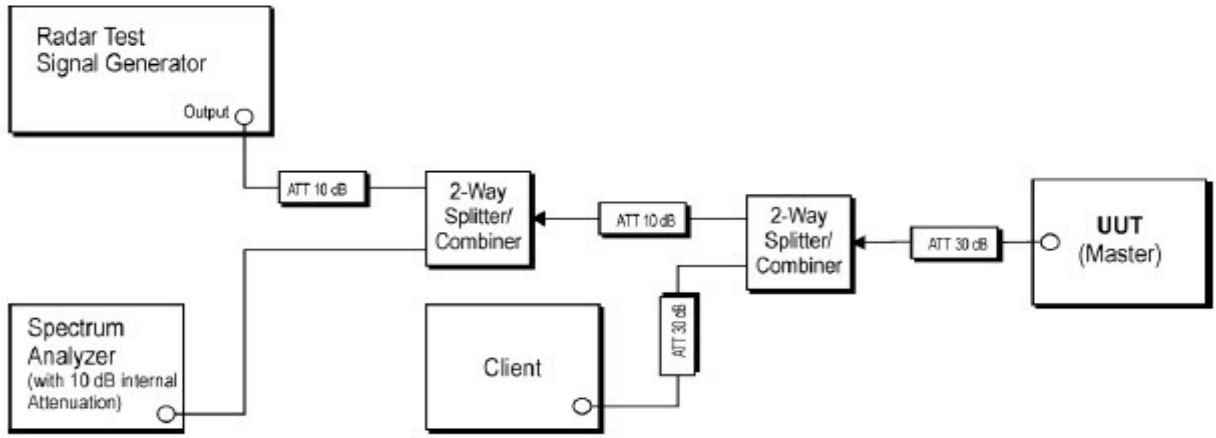 Radar Test
Signal Generator
Output
ATT 10 dB
2-Way
Splitter/
Combiner
ATT 10 dB
2-Way
Splitter/
Combiner
ATT 30 dB
UUT
(Master)
Spectrum
Analyzer
(with 10 dB internal
Attenuation)
Client
ATT 30 dB